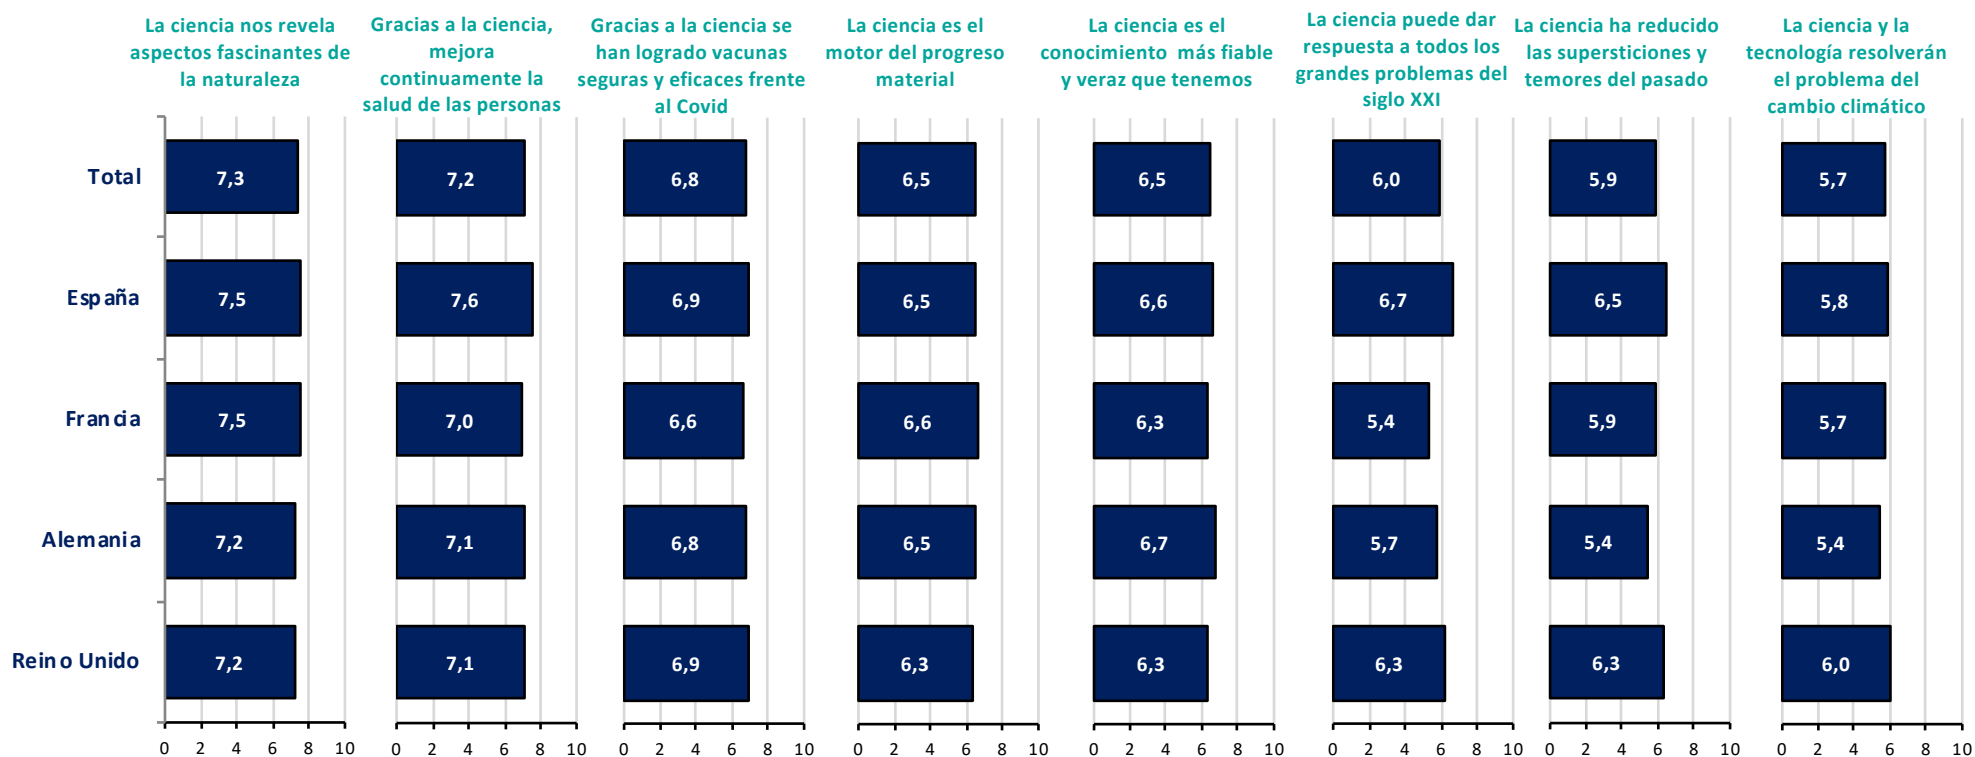 La ciencia nos revela
aspectos fascinantes de
la naturaleza
Gracias a la ciencia,
mejora
continuamente la
salud de las personas
Gracias a la ciencia se
han logrado vacunas
seguras y eficaces frente
al Covid
La ciencia es el
motor del progreso
material
La ciencia es el
conocimiento más fiable
y veraz que tenemos
La ciencia puede dar
respuesta a todos los
grandes problemas del
siglo XXI
La ciencia ha reducido
las supersticiones y
temores del pasado
La ciencia y la
tecnología resolverán
el problema del
cambio climático
Total 7,3 7,2 6,8 6,5 6,5 6,0 5,9 5,7
España 7,5 7,6 6,9 6,5 6,6 6,7 6,5 5,8
Francia 7,5 7,0 6,6 6,6 6,3 5,4 5,9 5,7
Alemania 7,2 7,1 6,8 6,5 6,7 5,7 5,4 5,4
Reino Unido 7,2 7,1 6,9 6,3 6,3 6,3 6,3 6,0
0 2 4 6 8 10 0 2 4 6 8 10 0 2 4 6 8 10 0 2 4 6 8 10 0 2 4 6 8 10 0 2 4 6 8 10 0 2 4 6 8 10 0 2 4 6 8 10